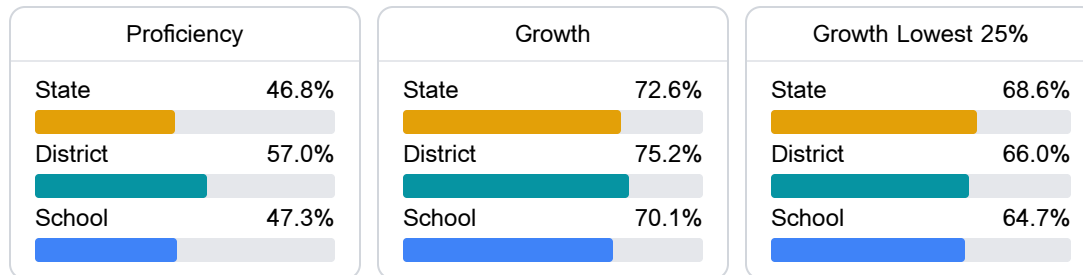 Proficiency
State 46.8%
District 57.0%
School 47.3%
Growth
State 72.6%
District 75.2%
School 70.1%
Growth Lowest 25%
State 68.6%
District 66.0%
School 64.7%